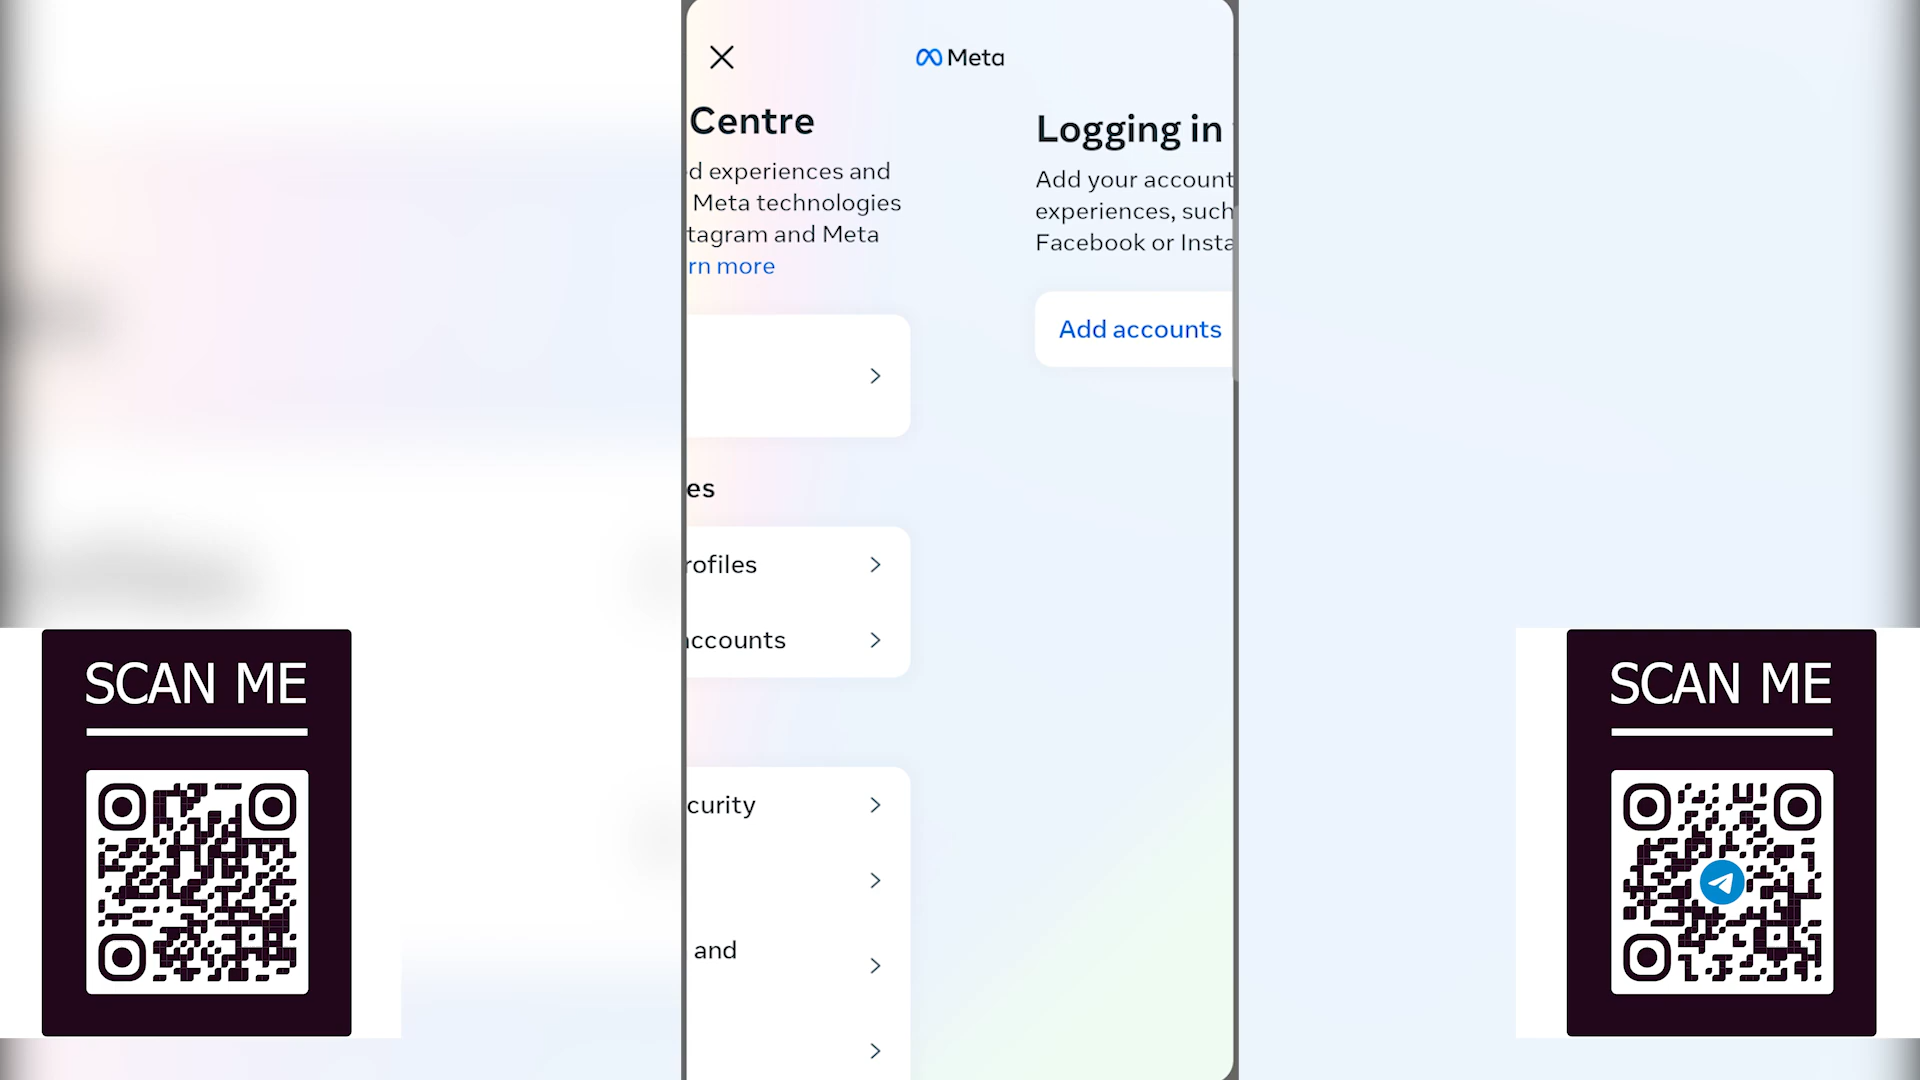 Meta
Centre
d experiences and
Meta technologies
tagram and Meta
rn more
es
rofiles
accounts
curity
and
Logging in
Add your account
experiences, such
Facebook or Insta
Add accounts
SCAN ME
SCAN ME